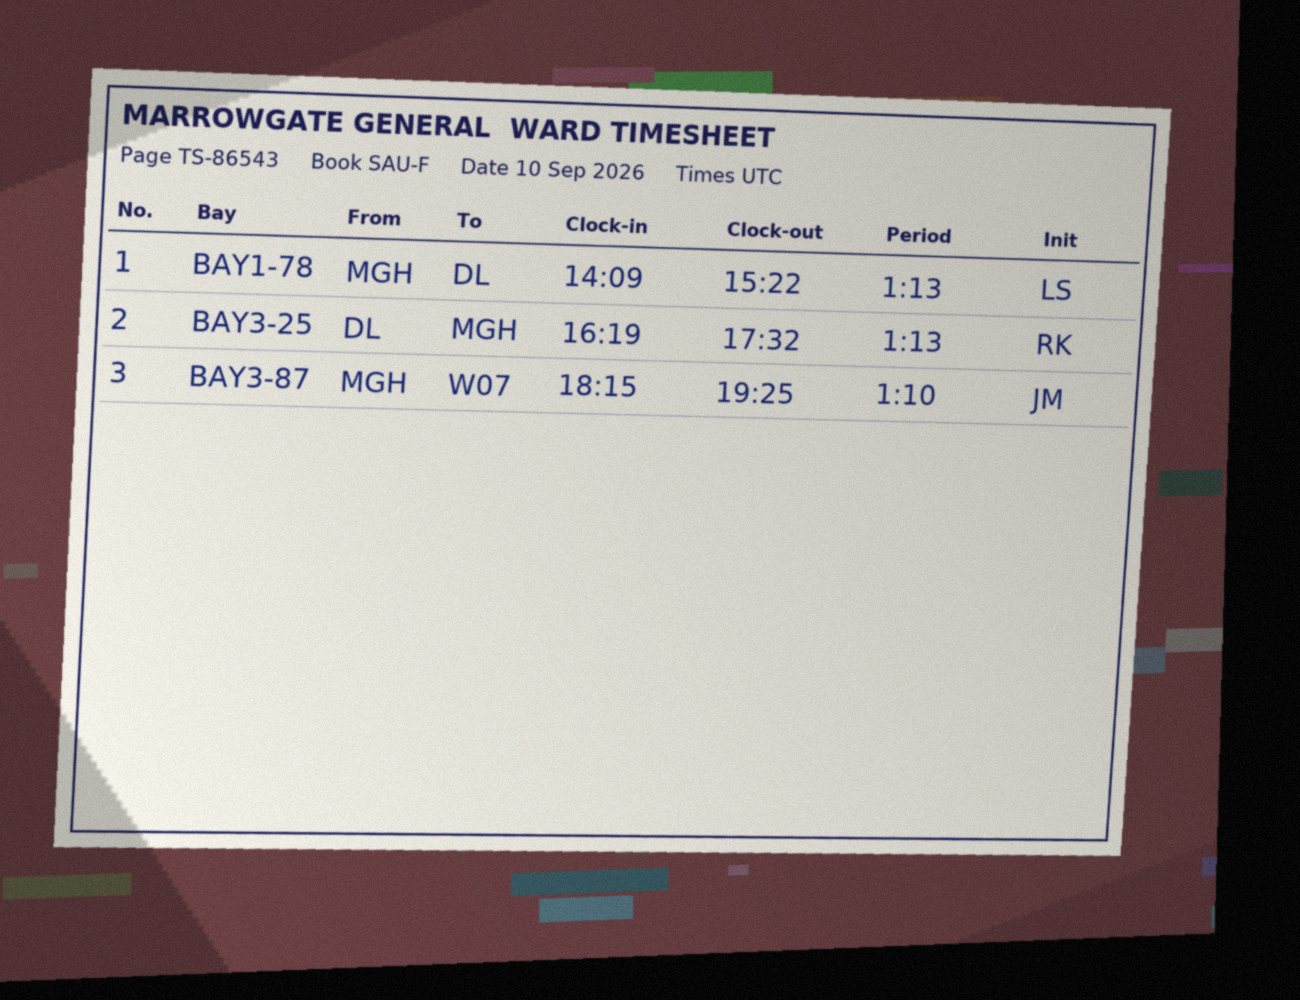 MARROWGATE GENERAL WARD TIMESHEET
Page TS-86543 Book SAU-F Date 10 Sep 2026 Times UTC
No. Bay From To Clock-in Clock-out Period Init
1 BAY1-78 MGH DL 14:09 15:22 1:13 LS
2 BAY3-25 DL MGH 16:19 17:32 1:13 RK
3 BAY3-87 MGH W07 18:15 19:25 1:10 JM